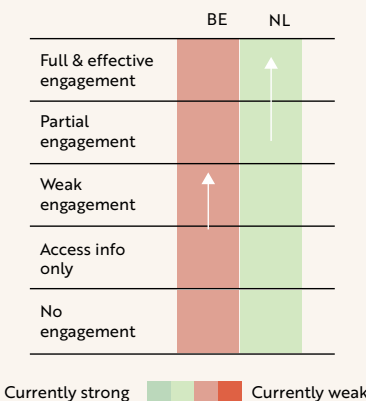 BE NL
Full & effective
engagement
Partial
engagement
Weak
engagement
Access info
only
No
engagement
Currently strong Currently weak